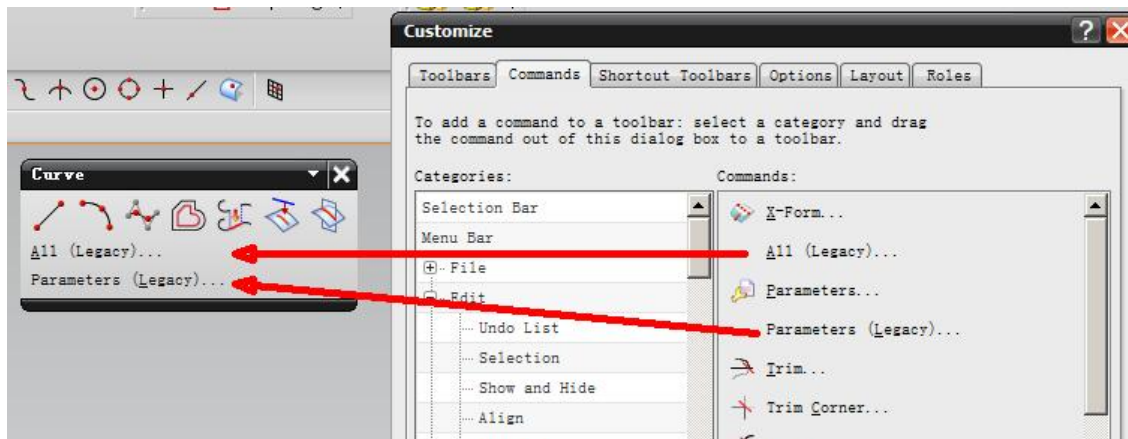 Customize
Toolbars Commands Shortcut Toolbars Options Layout Roles
To add a command to a toolbar: select a category and drag
the command out of this dialog box to a toolbar.
Categories:
Commands:
Selection Bar
Menu Bar
File
Edit
Undo List
Selection
Show and Hide
Align
X-Form...
All (Legacy)...
Parameters...
Parameters (Legacy)...
Trim...
Trim Corner...
Curve
All (Legacy)...
Parameters (Legacy)...